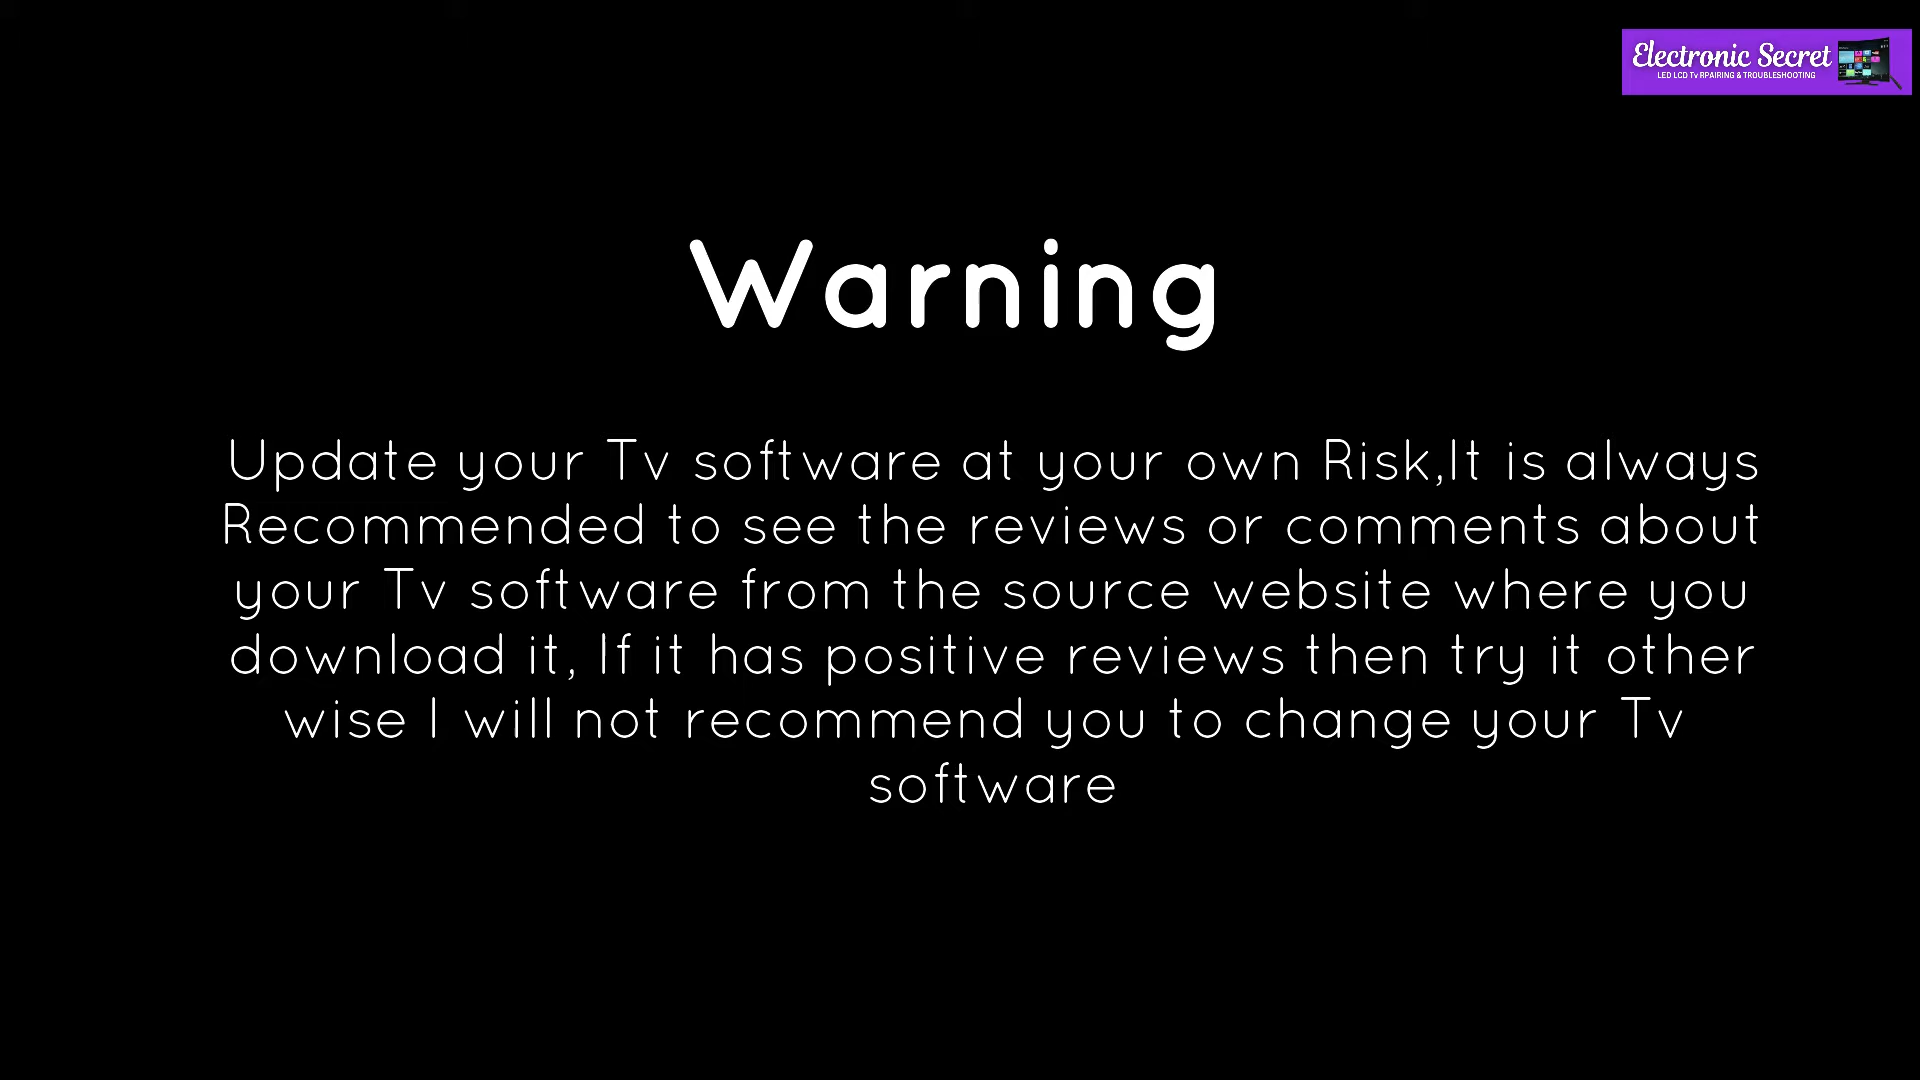 Electronic Secret
LED LCD Tv RPAIRING & TROUBLESHOOTING
Warning
Update your Tv software at your own Risk,It is always
Recommended to see the reviews or comments about
your Tv software from the source website where you
download it, If it has positive reviews then try it other
wise I will not recommend you to change your Tv
software